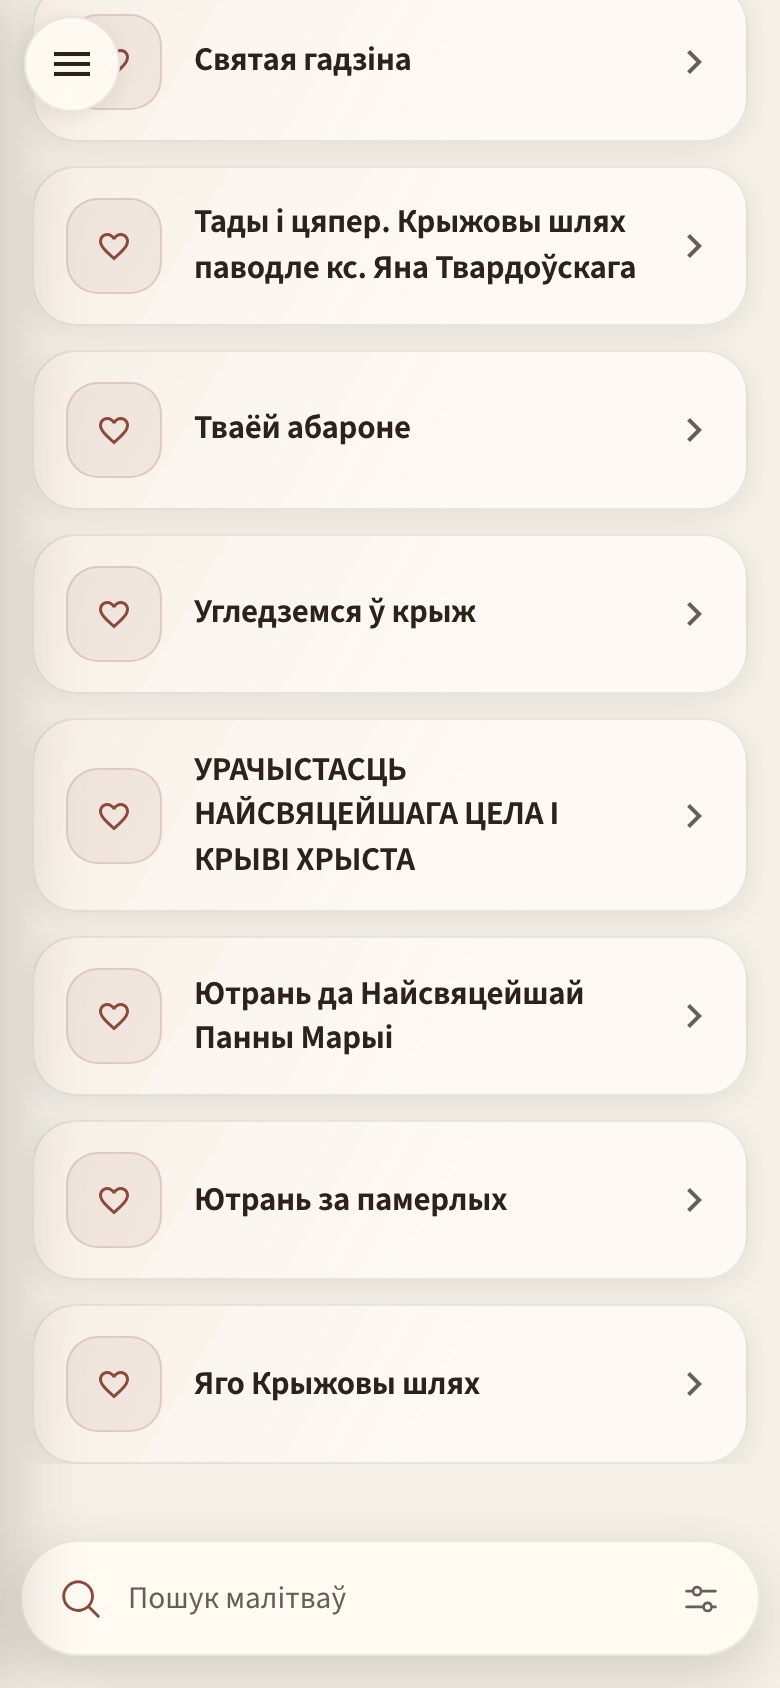 Святая гадзіна
Тады і цяпер. Крыжовы шлях
паводле кс. Яна Твардоўскага
Тваёй абароне
Угледземся ў крыж
УРАЧЫСТАСЦЬ
НАЙСВЯЦЕЙШАГА ЦЕЛА І
КРЫВІ ХРЫСТА
Ютрань да Найсвяцейшай
Панны Марыі
Ютрань за памерлых
Яго Крыжовы шлях
Пошук малітваў